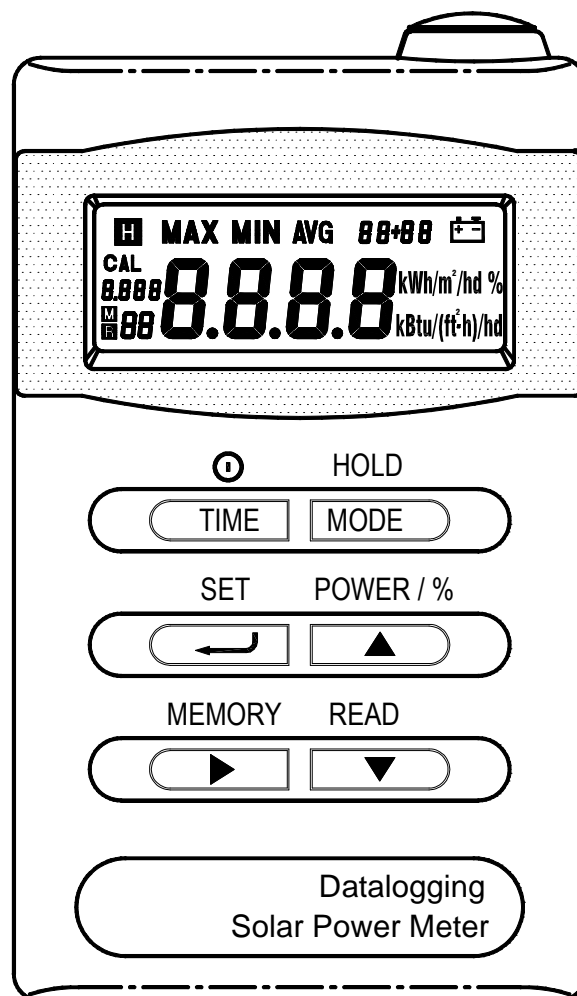 H MAX MIN AVG 88+88
CAL
8.888
8.8.8.8
kWh/m²/hd %
M
R
88
kBtu/(ft²·h)/hd
HOLD
TIME MODE
SET POWER / %
MEMORY READ
Datalogging
Solar Power Meter